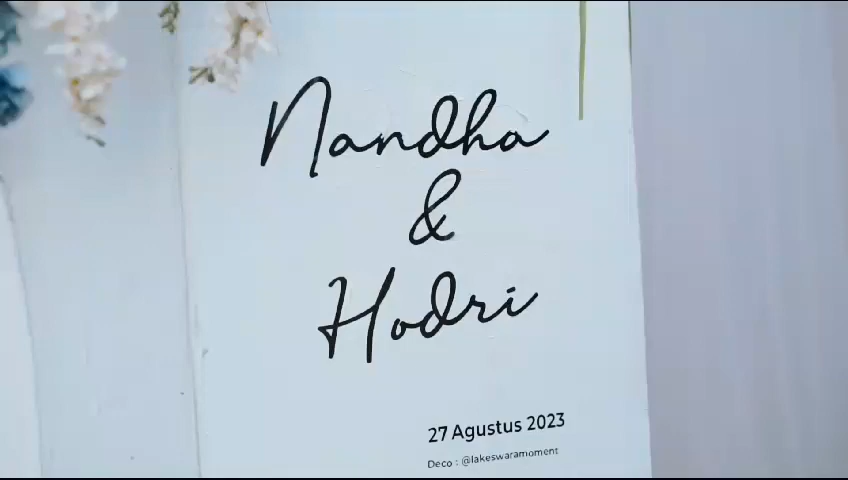 Nandha
&
Hodri
27 Agustus 2023
Deco : @lakeswaramoment